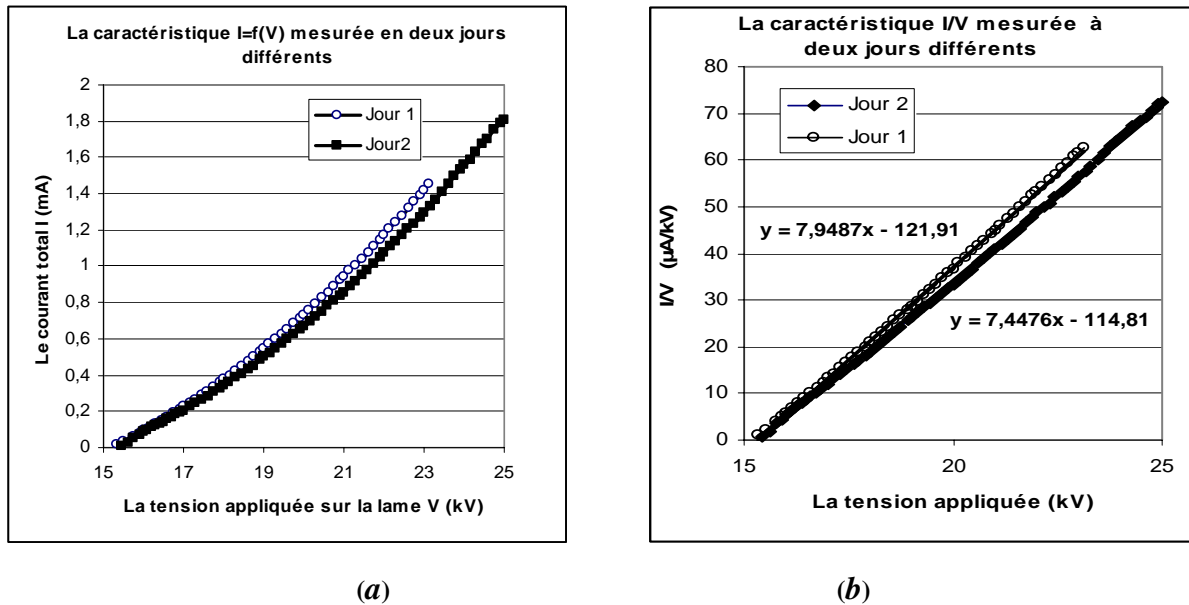 La caractéristique I=f(V) mesurée en deux jours
différents
Le courant total I (mA)
2
1,8
1,6
1,4
1,2
1
0,8
0,6
0,4
0,2
0
Jour 1
Jour2
15 17 19 21 23 25
La tension appliquée sur la lame V (kV)
(a)
La caractéristique I/V mesurée à
deux jours différents
I/V (µA/kV)
80
70
60
50
40
30
20
10
0
Jour 2
Jour 1
y = 7,9487x - 121,91
y = 7,4476x - 114,81
15 20 25
La tension appliquée (kV)
(b)